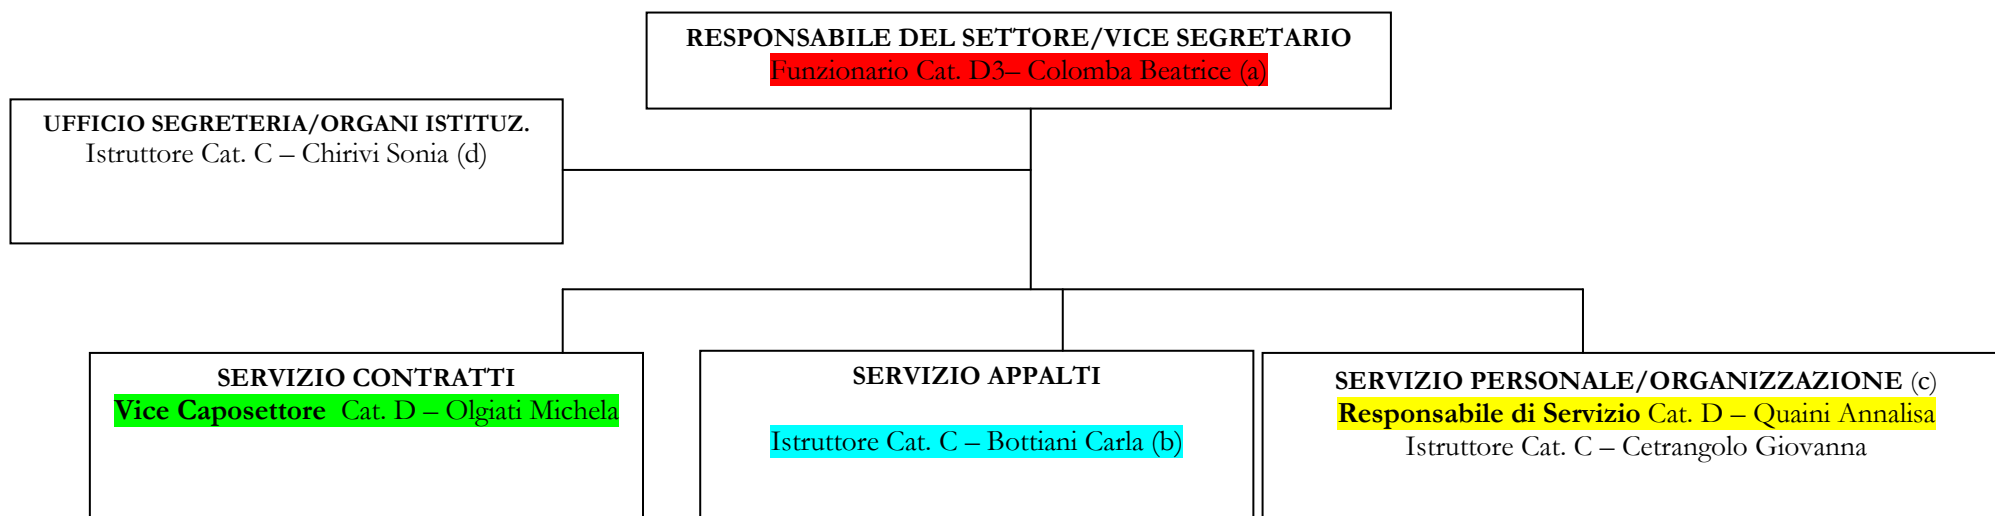 RESPONSABILE DEL SETTORE/VICE SEGRETARIO
Funzionario Cat. D3– Colomba Beatrice (a)
UFFICIO SEGRETERIA/ORGANI ISTITUZ.
Istruttore Cat. C – Chirivi Sonia (d)
SERVIZIO CONTRATTI
Vice Caposettore Cat. D – Olgiati Michela
SERVIZIO APPALTI
Istruttore Cat. C – Bottiani Carla (b)
SERVIZIO PERSONALE/ORGANIZZAZIONE (c)
Responsabile di Servizio Cat. D – Quaini Annalisa
Istruttore Cat. C – Cetrangolo Giovanna